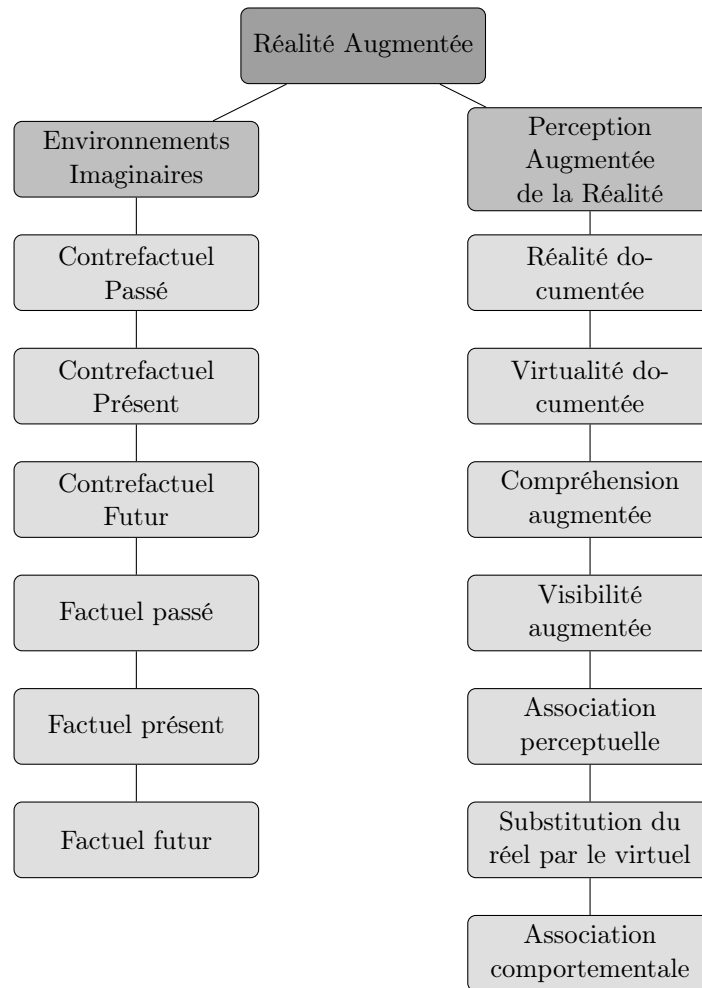 Réalité Augmentée
Environnements
Imaginaires
Contrefactuel
Passé
Contrefactuel
Présent
Contrefactuel
Futur
Factuel passé
Factuel présent
Factuel futur
Perception
Augmentée
de la Réalité
Réalité do-
cumentée
Virtualité do-
cumentée
Compréhension
augmentée
Visibilité
augmentée
Association
perceptuelle
Substitution du
réel par le virtuel
Association
comportementale